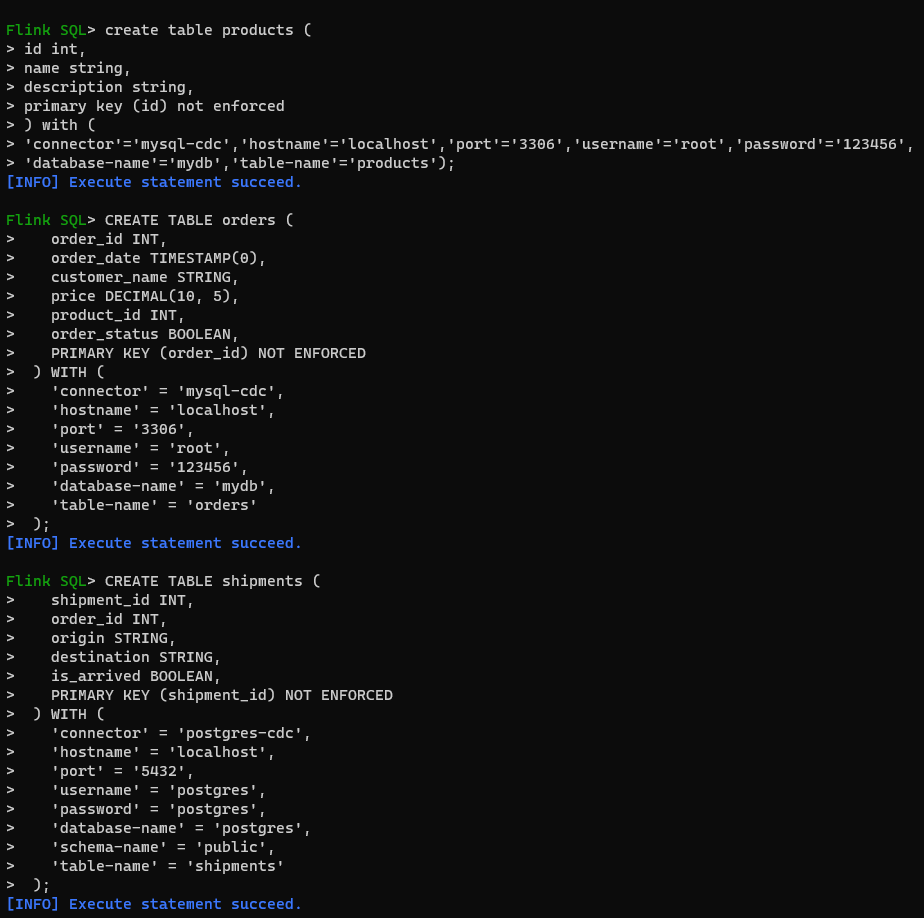 Flink SQL> create table products (
> id int,
> name string,
> description string,
> primary key (id) not enforced
> ) with (
> 'connector'='mysql-cdc','hostname'='localhost','port'='3306','username'='root','password'='123456',
> 'database-name'='mydb','table-name'='products');
[INFO] Execute statement succeed.

Flink SQL> CREATE TABLE orders (
>    order_id INT,
>    order_date TIMESTAMP(0),
>    customer_name STRING,
>    price DECIMAL(10, 5),
>    product_id INT,
>    order_status BOOLEAN,
>    PRIMARY KEY (order_id) NOT ENFORCED
>  ) WITH (
>    'connector' = 'mysql-cdc',
>    'hostname' = 'localhost',
>    'port' = '3306',
>    'username' = 'root',
>    'password' = '123456',
>    'database-name' = 'mydb',
>    'table-name' = 'orders'
>  );
[INFO] Execute statement succeed.

Flink SQL> CREATE TABLE shipments (
>    shipment_id INT,
>    order_id INT,
>    origin STRING,
>    destination STRING,
>    is_arrived BOOLEAN,
>    PRIMARY KEY (shipment_id) NOT ENFORCED
>  ) WITH (
>    'connector' = 'postgres-cdc',
>    'hostname' = 'localhost',
>    'port' = '5432',
>    'username' = 'postgres',
>    'password' = 'postgres',
>    'database-name' = 'postgres',
>    'schema-name' = 'public',
>    'table-name' = 'shipments'
>  );
[INFO] Execute statement succeed.